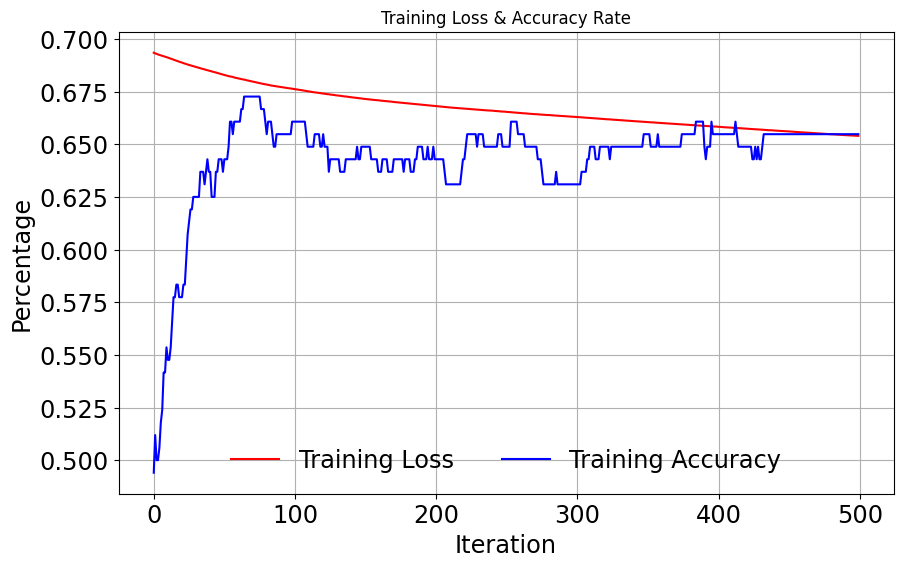 Training Loss & Accuracy Rate
Percentage
0.700
0.675
0.650
0.625
0.600
0.575
0.550
0.525
0.500
Training Loss Training Accuracy
0 100 200 300 400 500
Iteration